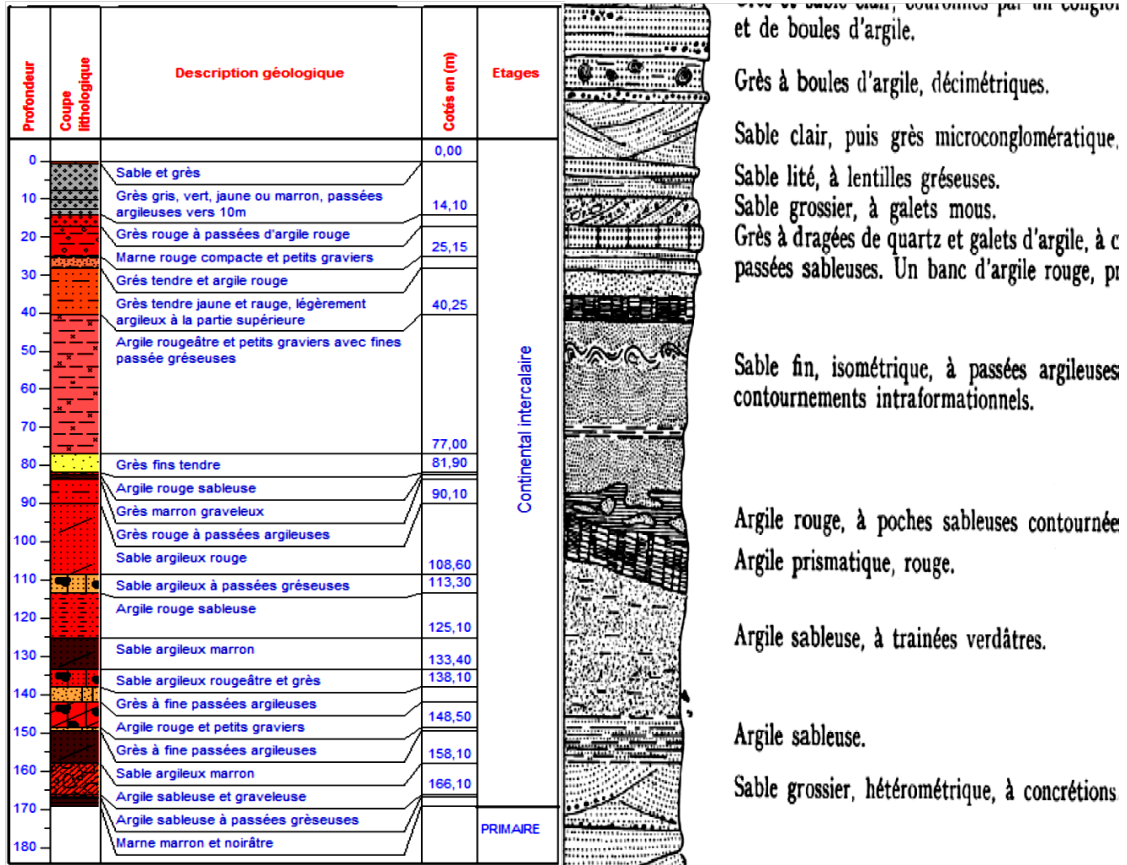 Profondeur
Coupe
lithologique
Description géologique
Cotés en (m)
Etages
0,00
0
Sable et grès
10
Grès gris, vert, jaune ou marron, passées
argileuses vers 10m
14,10
20
Grès rouge à passées d'argile rouge
25,15
Marne rouge compacte et petits graviers
30
Grés tendre et argile rouge
Grès tendre jaune et rauge, légèrement
argileux à la partie supérieure
40,25
40
Argile rougeâtre et petits graviers avec fines
passée gréseuses
50
60
70
77,00
80
Grès fins tendre
81,90
Argile rouge sableuse
90,10
90
Grès marron graveleux
Grès rouge à passées argileuses
100
Sable argileux rouge
108,60
110
Sable argileux à passées gréseuses
113,30
Argile rouge sableuse
120
125,10
Sable argileux marron
130
133,40
Sable argileux rougeâtre et grès
138,10
140
Grès à fine passées argileuses
148,50
Argile rouge et petits graviers
150
Grès à fine passées argileuses
158,10
160
Sable argileux marron
166,10
Argile sableuse et graveleuse
170
Argile sableuse à passées grèseuses
180
Marne marron et noirâtre
Continental intercalaire
PRIMAIRE
et de boules d'argile.
Grès à boules d'argile, décimétriques.
Sable clair, puis grès microconglomératique,
Sable lité, à lentilles gréseuses.
Sable grossier, à galets mous.
Grès à dragées de quartz et galets d'argile, à
passées sableuses. Un banc d'argile rouge,
Sable fin, isométrique, à passées argileuses
contournements intraformationnels.
Argile rouge, à poches sableuses
Argile prismatique, rouge.
Argile sableuse, à trainées verdâtres.
Argile sableuse.
Sable grossier, hétérométrique, à concrétions